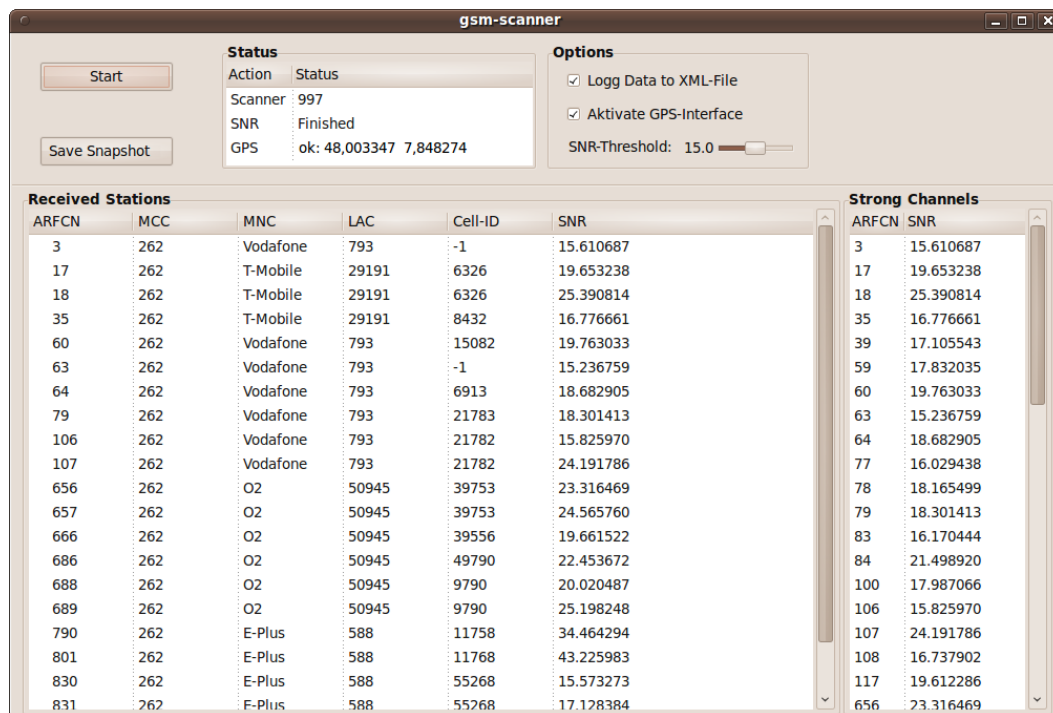 gsm-scanner
Start
Save Snapshot
Status
Action Status
Scanner 997
SNR Finished
GPS ok: 48,003347 7,848274
Options
Logg Data to XML-File
Aktivate GPS-Interface
SNR-Threshold: 15.0
Received Stations
ARFCN MCC MNC LAC Cell-ID SNR
3 262 Vodafone 793 -1 15.610687
17 262 T-Mobile 29191 6326 19.653238
18 262 T-Mobile 29191 6326 25.390814
35 262 T-Mobile 29191 8432 16.776661
60 262 Vodafone 793 15082 19.763033
63 262 Vodafone 793 -1 15.236759
64 262 Vodafone 793 6913 18.682905
79 262 Vodafone 793 21783 18.301413
106 262 Vodafone 793 21782 15.825970
107 262 Vodafone 793 21782 24.191786
656 262 O2 50945 39753 23.316469
657 262 O2 50945 39753 24.565760
666 262 O2 50945 39556 19.661522
686 262 O2 50945 49790 22.453672
688 262 O2 50945 9790 20.020487
689 262 O2 50945 9790 25.198248
790 262 E-Plus 588 11758 34.464294
801 262 E-Plus 588 11768 43.225983
830 262 E-Plus 588 55268 15.573273
831 262 E-Plus 588 55268 17.128384
Strong Channels
ARFCN SNR
3 15.610687
17 19.653238
18 25.390814
35 16.776661
39 17.105543
59 17.832035
60 19.763033
63 15.236759
64 18.682905
77 16.029438
78 18.165499
79 18.301413
83 16.170444
84 21.498920
100 17.987066
106 15.825970
107 24.191786
108 16.737902
117 19.612286
656 23.316469